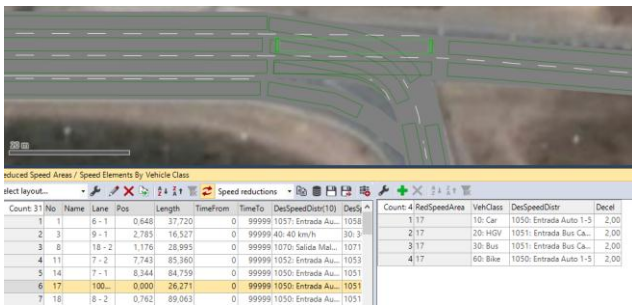 20 m
educed Speed Areas / Speed Elements By Vehicle Class
elect layout...
Speed reductions
Count: 31 No Name Lane Pos Length TimeFrom TimeTo DesSpeedDistr(10) DesS
1 1 6 - 1 0,648 37,720 0 99999 1057: Entrada Au... 1058
2 3 9 - 1 2,785 16,527 0 99999 40: 40 km/h 30: 3
3 8 18 - 2 1,176 28,995 0 99999 1070: Salida Mal... 1071
4 11 7 - 2 7,743 85,360 0 99999 1052: Entrada Au... 1053
5 14 7 - 1 8,344 84,759 0 99999 1050: Entrada Au... 1051
6 17 100... 0,000 26,271 0 99999 1050: Entrada Au... 1051
7 18 8 - 2 0,762 89,063 0 99999 1050: Entrada Au... 1051
Count: 4 RedSpeedArea VehClass DesSpeedDistr Decel
1 17 10: Car 1050: Entrada Auto 1-5 2,00
2 17 20: HGV 1051: Entrada Bus Ca... 2,00
3 17 30: Bus 1051: Entrada Bus Ca... 2,00
4 17 60: Bike 1050: Entrada Auto 1-5 2,00